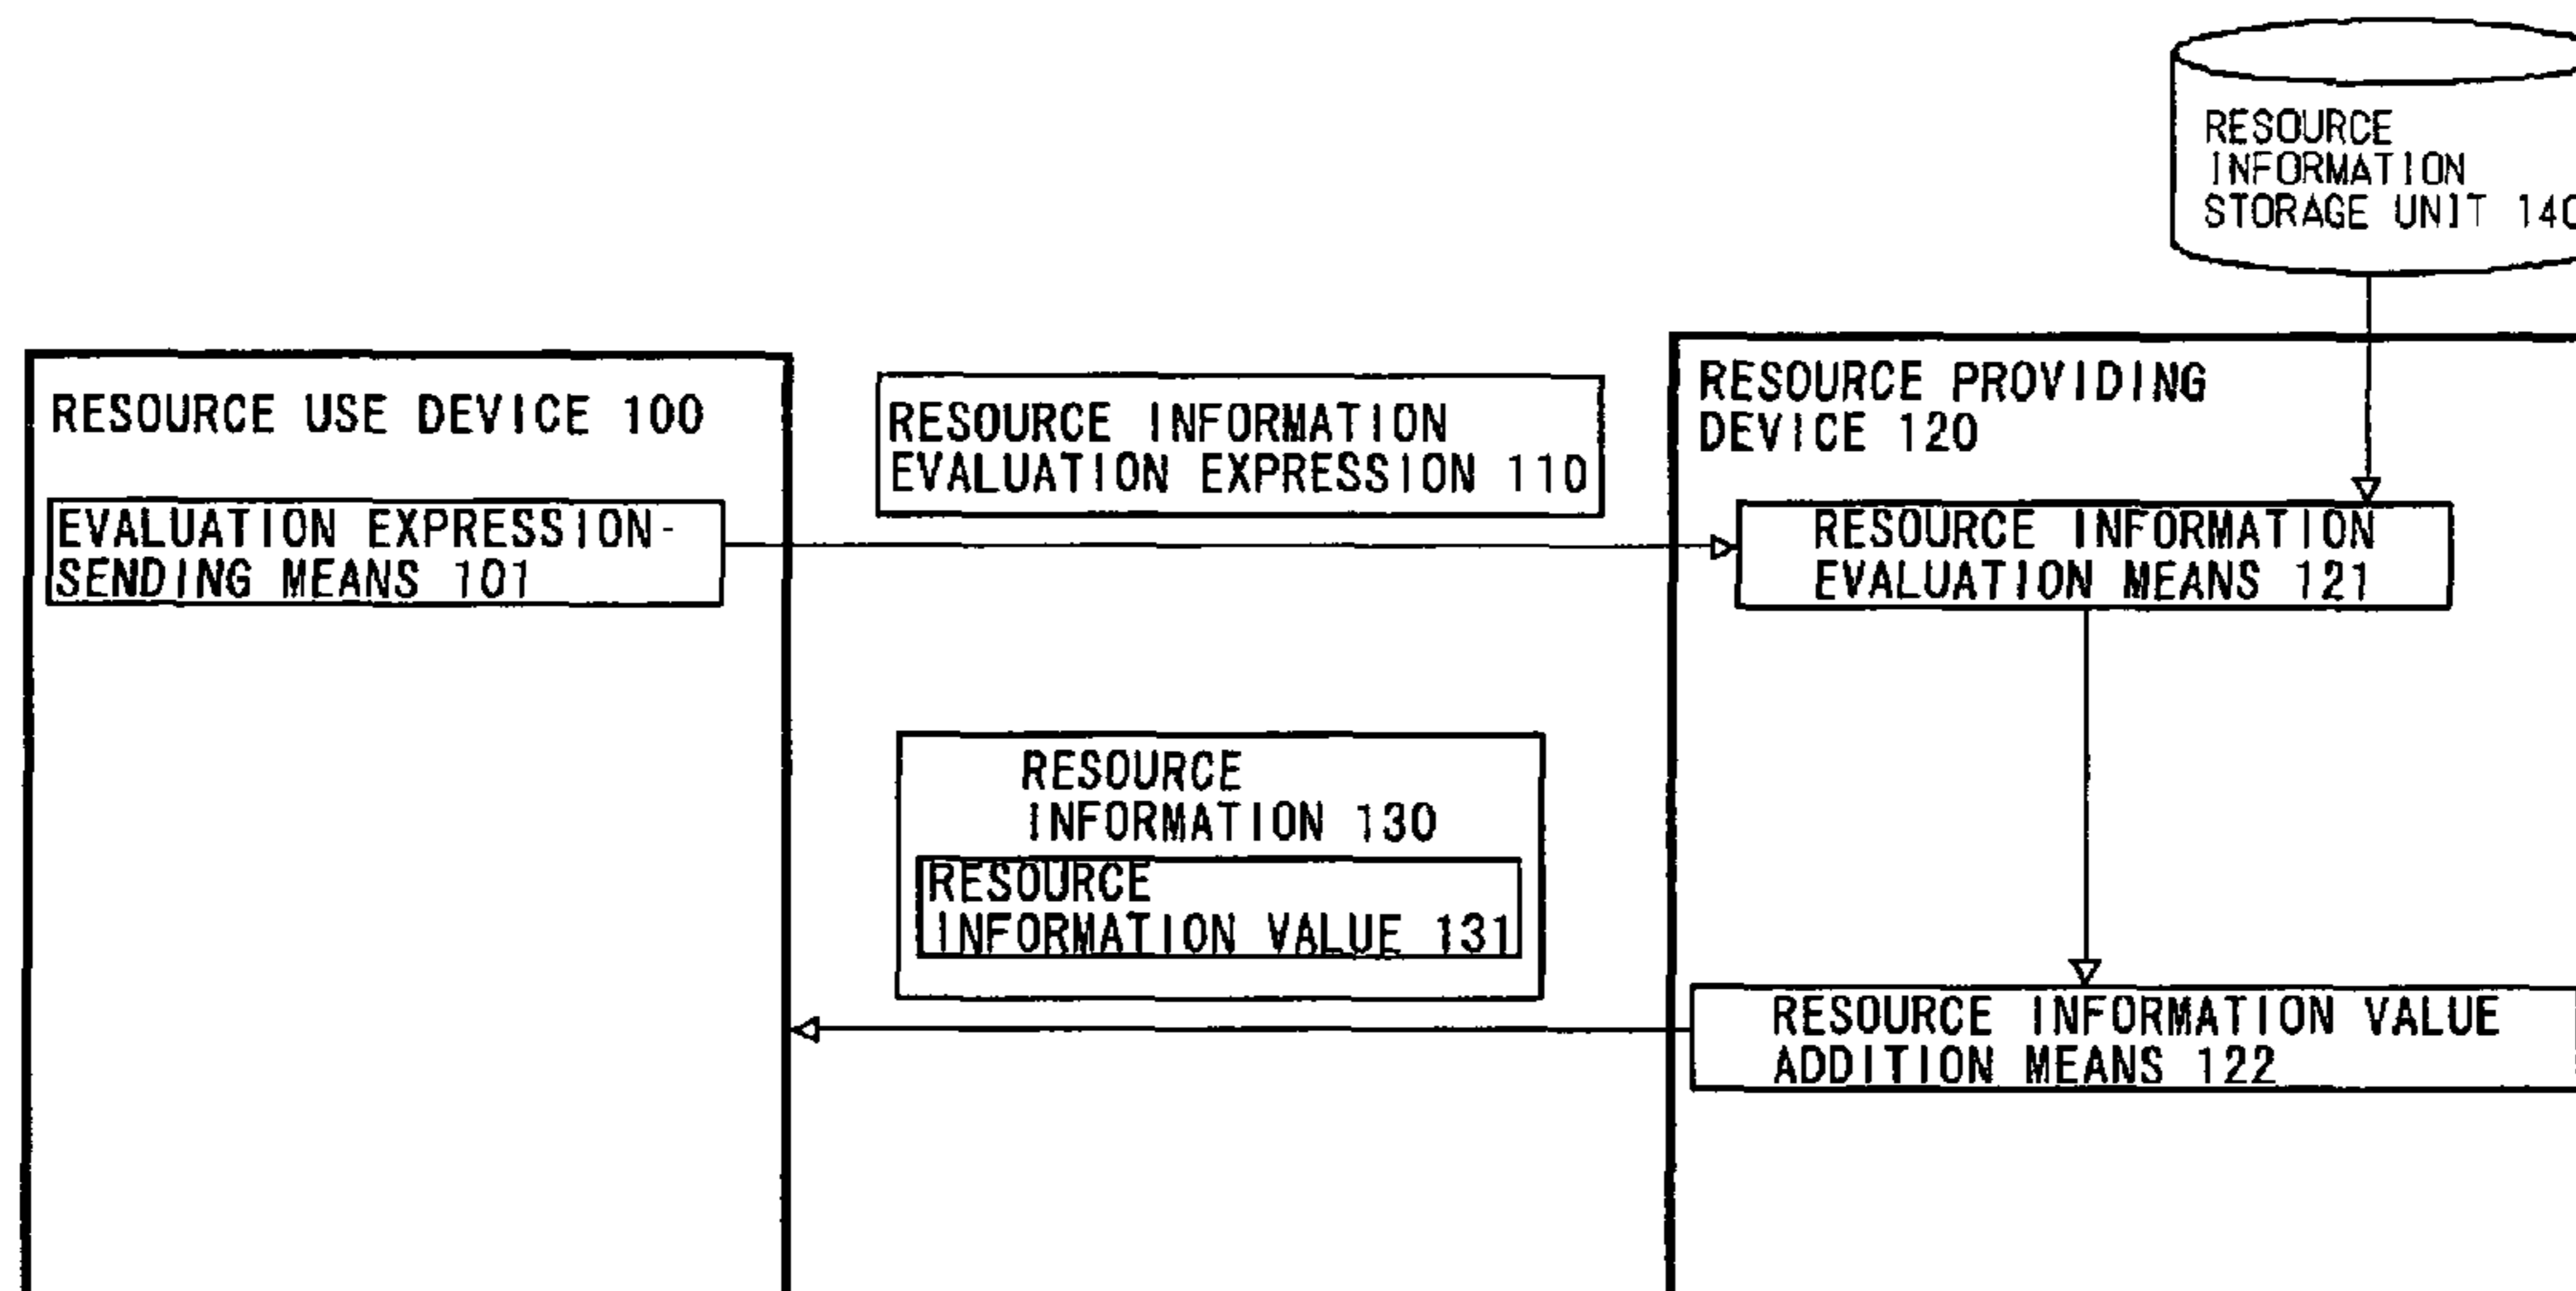 RESOURCE
INFORMATION
STORAGE UNIT 140
RESOURCE USE DEVICE 100
EVALUATION EXPRESSION-
SENDING MEANS 101
RESOURCE INFORMATION
EVALUATION EXPRESSION 110
RESOURCE PROVIDING
DEVICE 120
RESOURCE INFORMATION
EVALUATION MEANS 121
RESOURCE
INFORMATION 130
RESOURCE
INFORMATION VALUE 131
RESOURCE INFORMATION VALUE
ADDITION MEANS 122